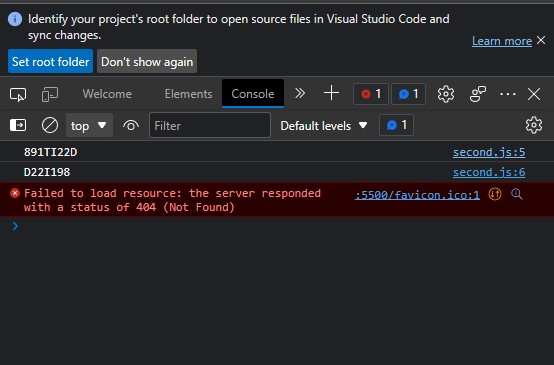 Identify your project's root folder to open source files in Visual Studio Code and
sync changes.
Learn more
Set root folder
Don't show again
Welcome
Elements
Console
1
1
top
Filter
Default levels
1
891TI22D
second.js:5
D22I198
second.js:6
Failed to load resource: the server responded
:5500/favicon.ico:1
with a status of 404 (Not Found)